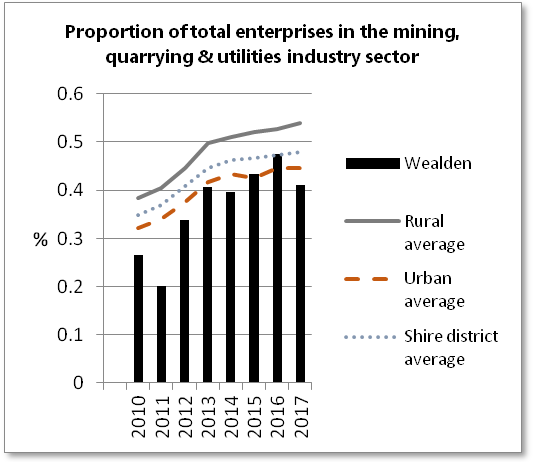 Proportion of total enterprises in the mining,
quarrying & utilities industry sector
0.6
0.5
0.4
0.3
0.2
0.1
0
%
2010
2011
2012
2013
2014
2015
2016
2017
Wealden
Rural
average
Urban
average
Shire district
average